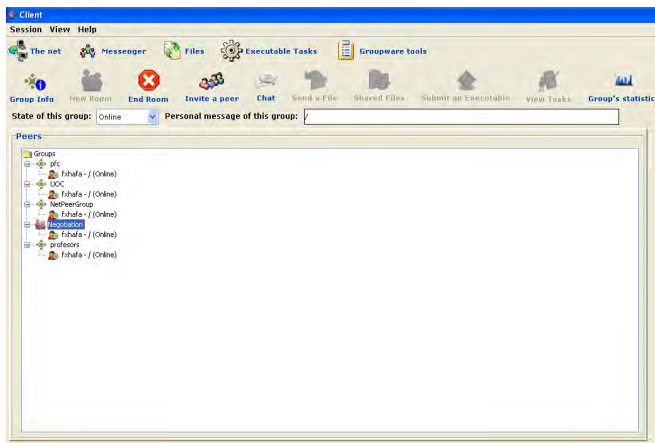 Client
Session View Help
The net Messenger Files Executable Tasks Groupware tools
Group Info New Room End Room Invite a peer Chat Send a File Shared Files Submit an Executable View Tasks Group's statistic
State of this group: Online Personal message of this group: /
Peers
Groups
pfc
fxhafa - / (Online)
UOC
fxhafa - / (Online)
NetPeerGroup
fxhafa - / (Online)
Negotiation
fxhafa - / (Online)
profesors
fxhafa - / (Online)